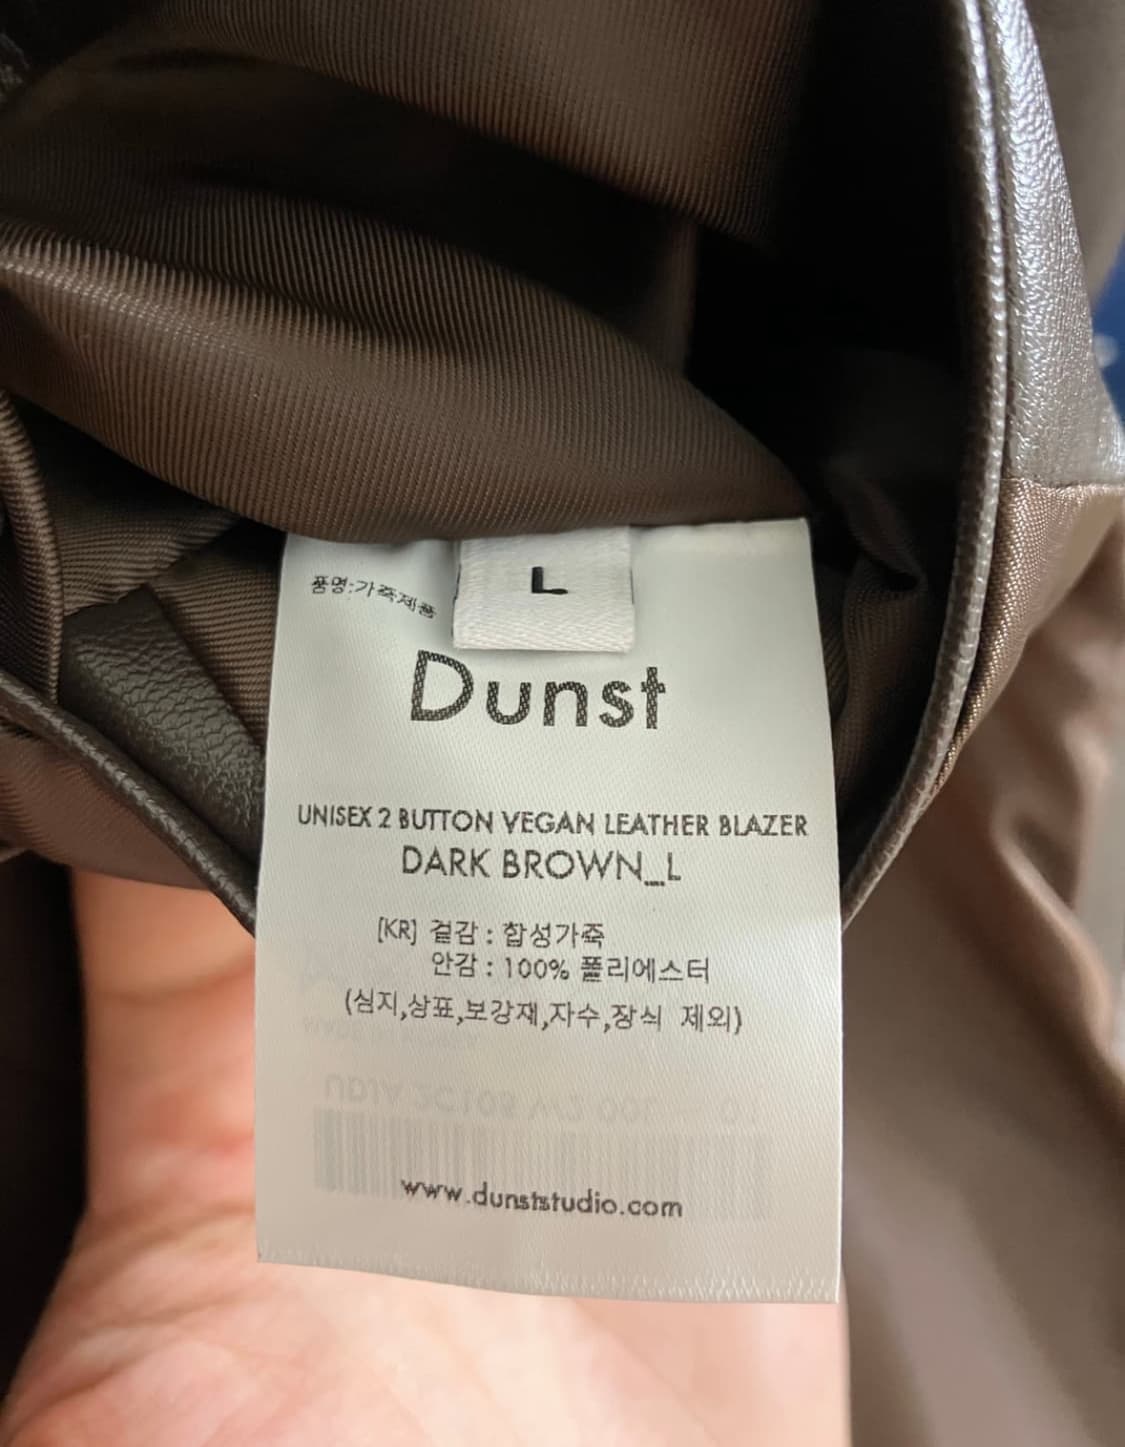 L
품명:가죽제품
Dunst
UNISEX 2 BUTTON VEGAN LEATHER BLAZER
DARK BROWN_L
[KR] 겉감 : 합성가죽
안감 : 100% 폴리에스터
(심지,상표,보강재,자수,장식 제외)
www.dunststudio.com